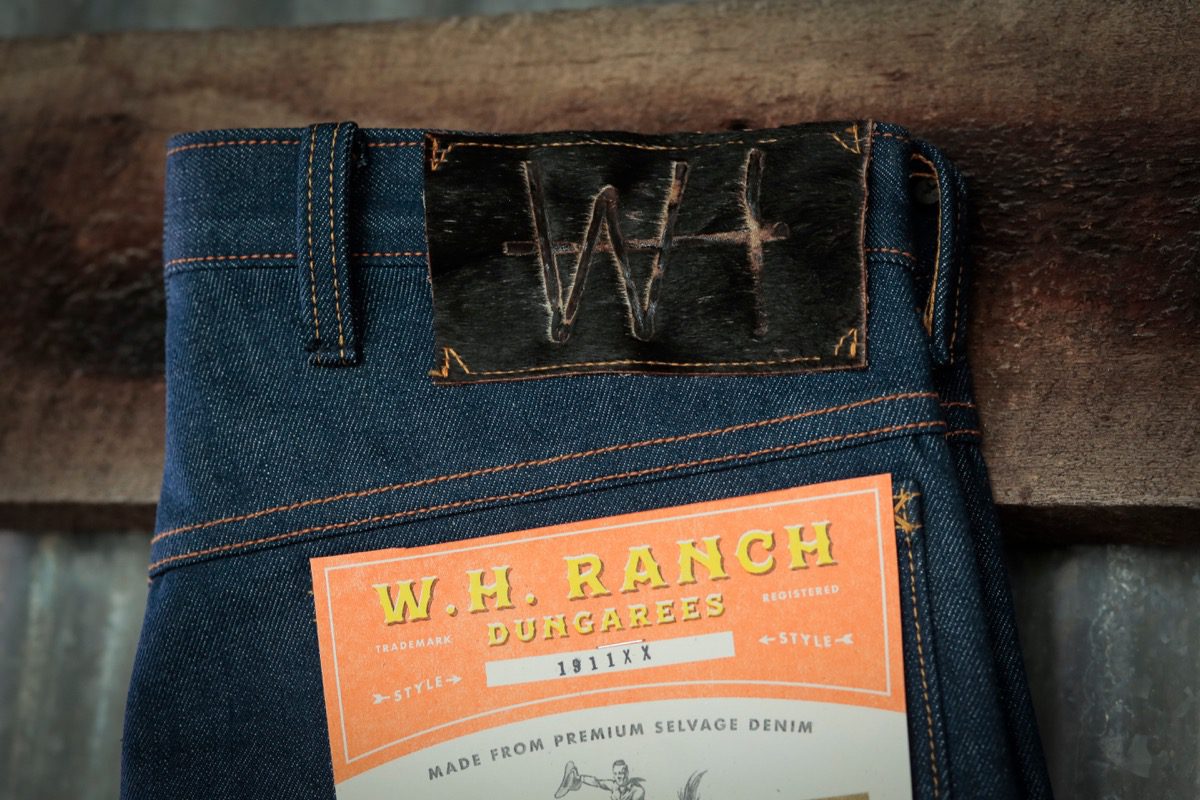 WH
W.H. RANCH
DUNGAREES
TRADEMARK
REGISTERED
1911XX
STYLE
STYLE
MADE FROM PREMIUM SELVAGE DENIM